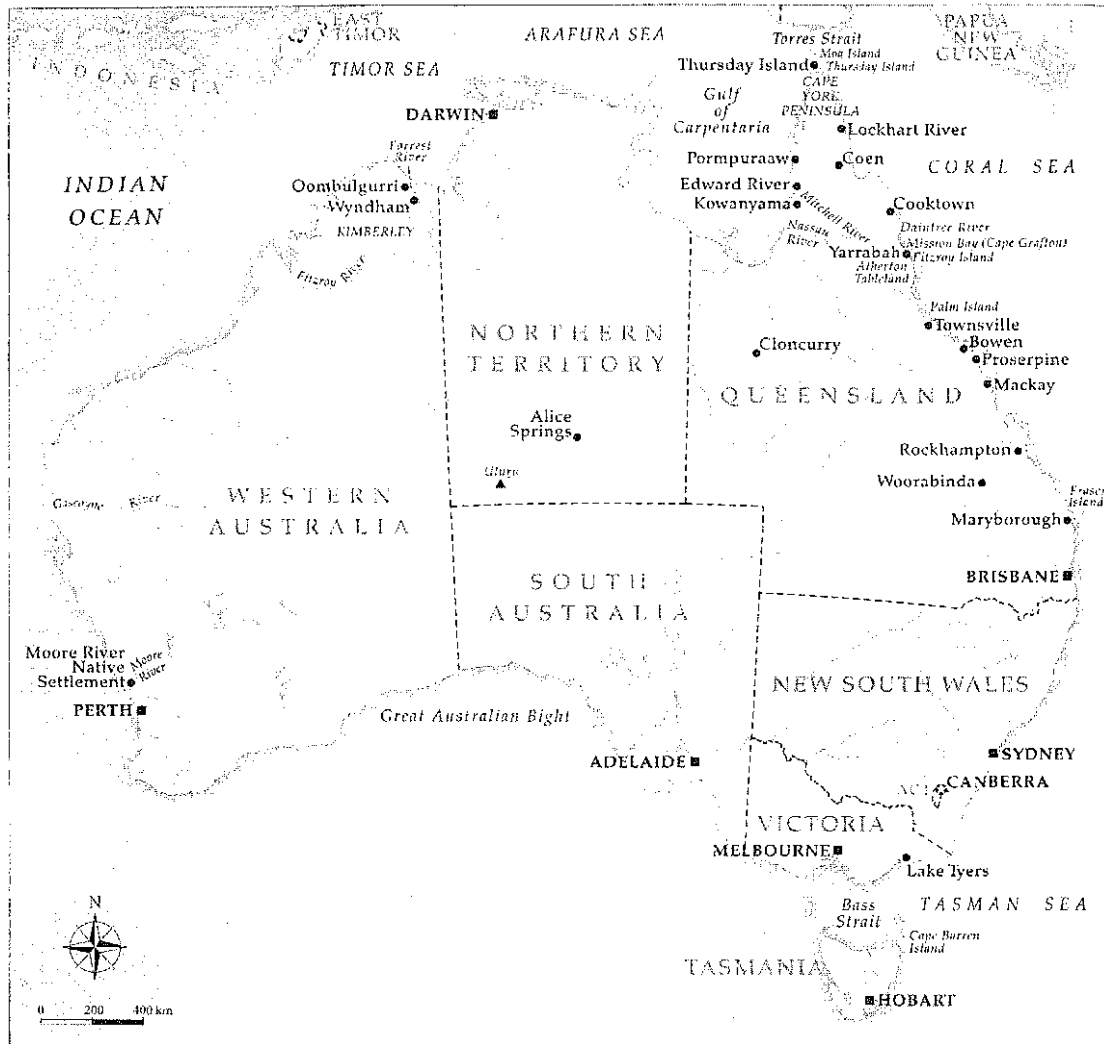 EAST
TIMOR
ARAFURA SEA
Torres Strait
PAPUA
NEW
GUINEA
INDONESIA
TIMOR SEA
Moa Island
Thursday Island
Thursday Island
CAPE
YORK
PENINSULA
Gulf
of
Carpentaria
DARWIN
Lockhart River
Forrest
River
Pormpuraaw
Coen
CORAL SEA
INDIAN
OCEAN
Oombulgurri
Wyndham
Edward River
Kowanyama
Mitchell River
Cooktown
KIMBERLEY
Nassau
River
Daintree River
Mission Bay (Cape Grafton)
Yarrabah
Fitzroy Island
Atherton
Tableland
Fitzroy River
Palm Island
Townsville
NORTHERN
TERRITORY
Bowen
Cloncurry
Proserpine
QUEENSLAND
Mackay
Alice
Springs
Rockhampton
Uluru
Woorabinda
Gascoyne River
WESTERN
AUSTRALIA
Fraser
Island
Maryborough
SOUTH
AUSTRALIA
BRISBANE
Moore River
Native
Settlement
Moore
River
NEW SOUTH WALES
PERTH
Great Australian Bight
ADELAIDE
SYDNEY
ACT
CANBERRA
VICTORIA
MELBOURNE
Lake Tyers
N
Bass
Strait
TASMAN SEA
Cape Barren
Island
TASMANIA
HOBART
0 200 400 km